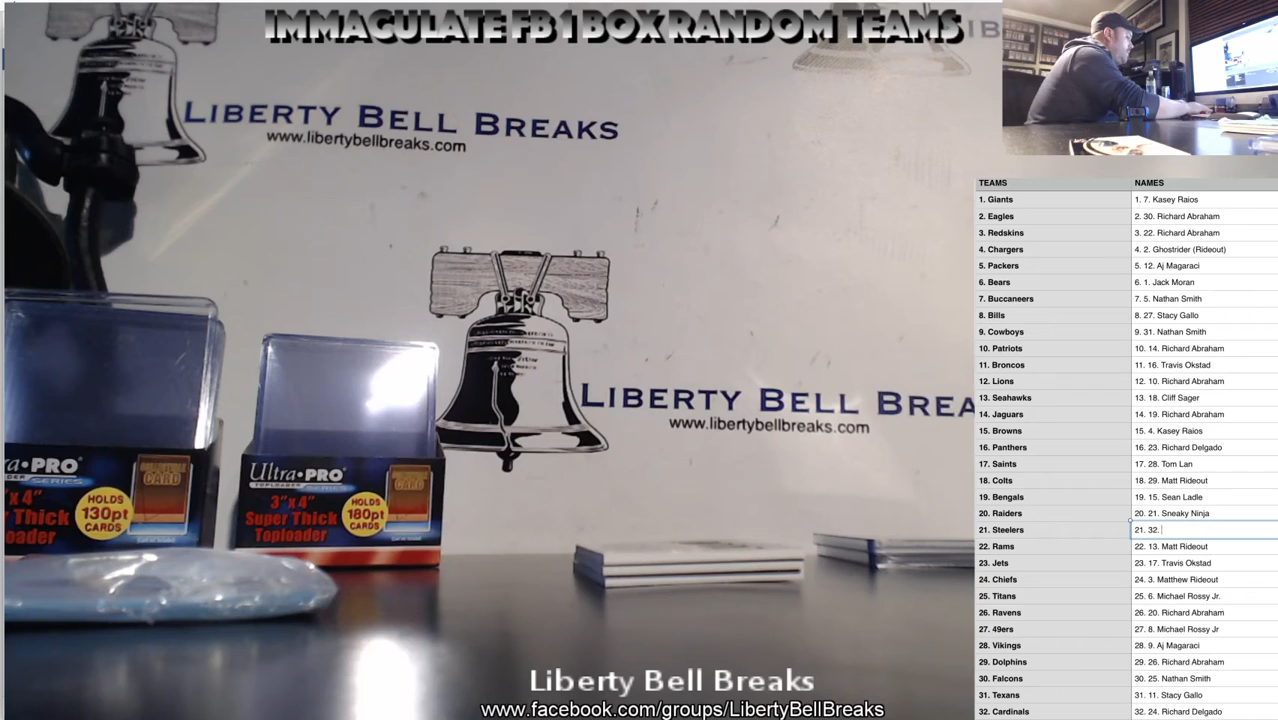 IMMACULATE FB 1 BOX RANDOM TEAMS
LIBERTY BELL BREAKS
www.libertybellbreaks.com
LIBERTY BELL BREA
www.libertybellbreaks.com
a•PRO
SERIES
x 4"
r Thick
oader
HOLDS
130pt
CARDS
Ultra•PRO
TOPLOADER
3"x 4"
Super Thick
Toploader
HOLDS
180pt
CARDS
Liberty Bell Breaks
www.facebook.com/groups/LibertyBellBreaks
TEAMS NAMES
1. Giants 1. 7. Kasey Raios
2. Eagles 2. 30. Richard Abraham
3. Redskins 3. 22. Richard Abraham
4. Chargers 4. 2. Ghostrider (Rideout)
5. Packers 5. 12. Aj Magaraci
6. Bears 6. 1. Jack Moran
7. Buccaneers 7. 5. Nathan Smith
8. Bills 8. 27. Stacy Gallo
9. Cowboys 9. 31. Nathan Smith
10. Patriots 10. 14. Richard Abraham
11. Broncos 11. 16. Travis Okstad
12. Lions 12. 10. Richard Abraham
13. Seahawks 13. 18. Cliff Sager
14. Jaguars 14. 19. Richard Abraham
15. Browns 15. 4. Kasey Raios
16. Panthers 16. 23. Richard Delgado
17. Saints 17. 28. Tom Lan
18. Colts 18. 29. Matt Rideout
19. Bengals 19. 15. Sean Ladle
20. Raiders 20. 21. Sneaky Ninja
21. Steelers 21. 32.
22. Rams 22. 13. Matt Rideout
23. Jets 23. 17. Travis Okstad
24. Chiefs 24. 3. Matthew Rideout
25. Titans 25. 6. Michael Rossy Jr.
26. Ravens 26. 20. Richard Abraham
27. 49ers 27. 8. Michael Rossy Jr
28. Vikings 28. 9. Aj Magaraci
29. Dolphins 29. 26. Richard Abraham
30. Falcons 30. 25. Nathan Smith
31. Texans 31. 11. Stacy Gallo
32. Cardinals 32. 24. Richard Delgado